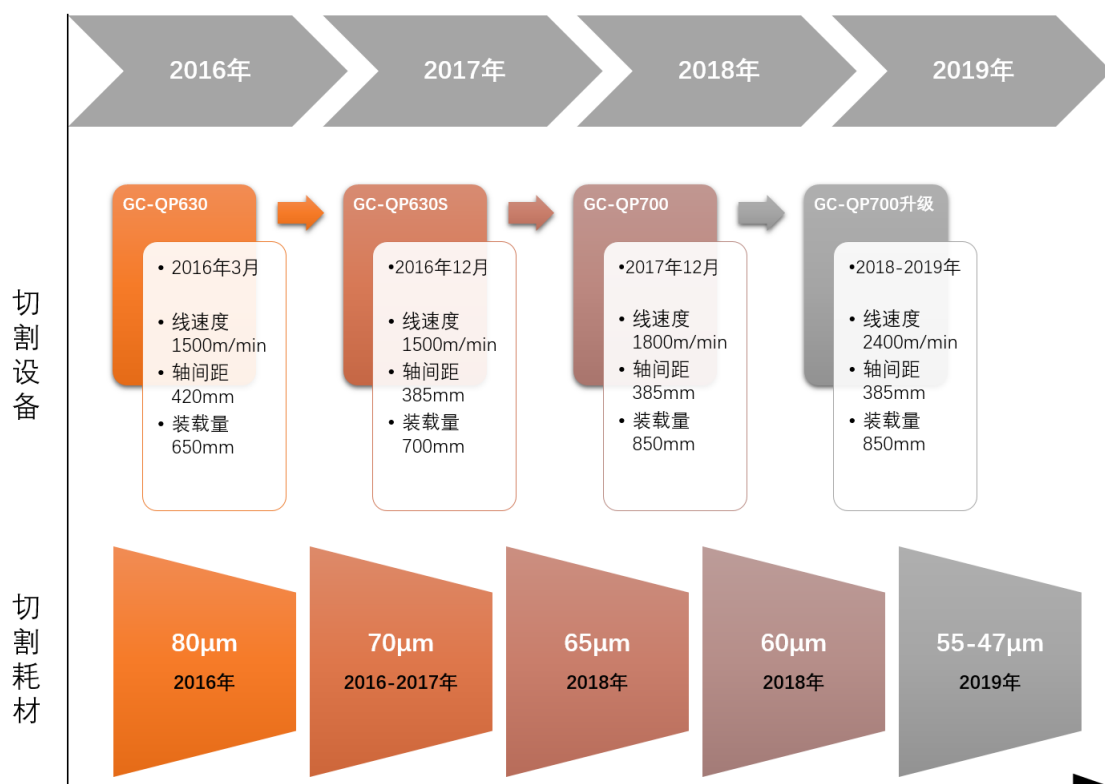 2016年
2017年
2018年
2019年
切割设备
GC-QP630
• 2016年3月
• 线速度
1500m/min
• 轴间距
420mm
• 装载量
650mm
GC-QP630S
•2016年12月
• 线速度
1500m/min
• 轴间距
385mm
• 装载量
700mm
GC-QP700
•2017年12月
• 线速度
1800m/min
• 轴间距
385mm
• 装载量
850mm
GC-QP700升级
•2018-2019年
• 线速度
2400m/min
• 轴间距
385mm
• 装载量
850mm
切割耗材
80μm
2016年
70μm
2016-2017年
65μm
2018年
60μm
2018年
55-47μm
2019年